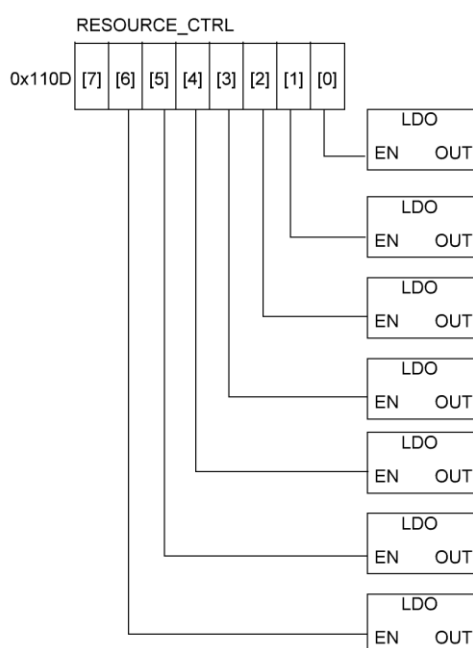 RESOURCE_CTRL
0x110D [7] [6] [5] [4] [3] [2] [1] [0]
LDO
EN OUT
LDO
EN OUT
LDO
EN OUT
LDO
EN OUT
LDO
EN OUT
LDO
EN OUT
LDO
EN OUT